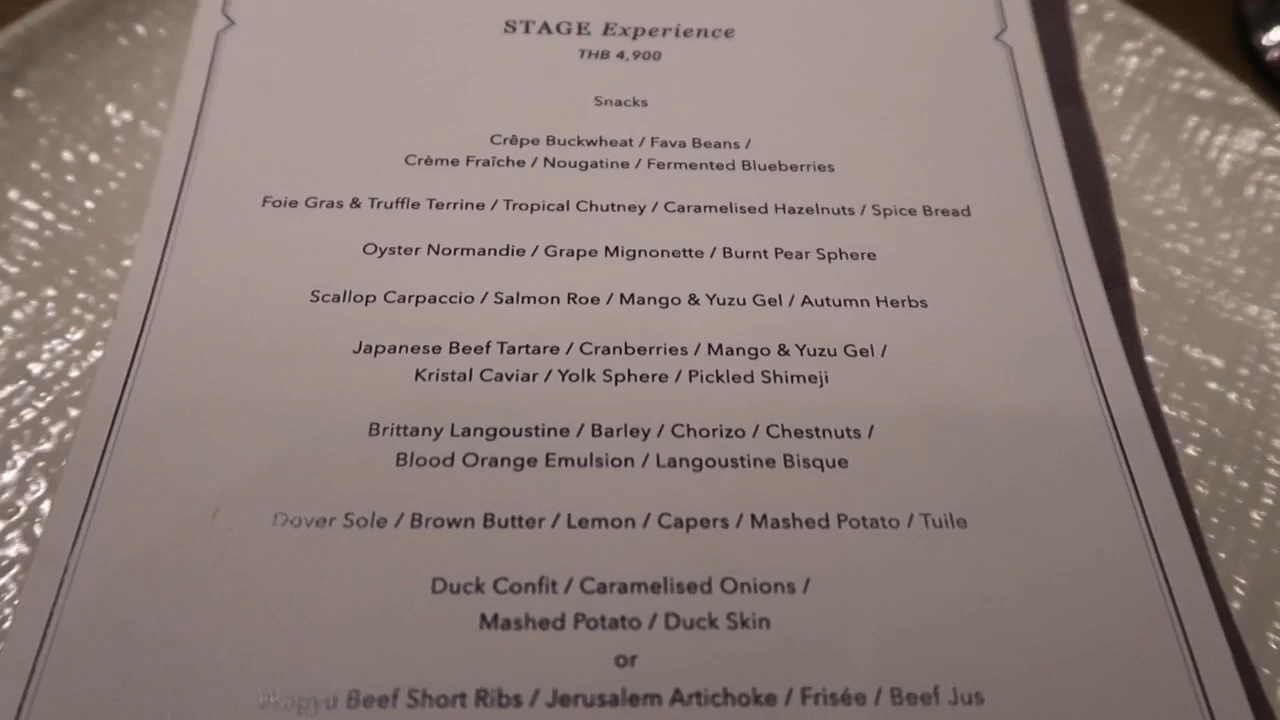 STAGE Experience
THB 4,900
Snacks
Crêpe Buckwheat / Fava Beans /
Crème Fraîche / Nougatine / Fermented Blueberries
Foie Gras & Truffle Terrine / Tropical Chutney / Caramelised Hazelnuts / Spice Bread
Oyster Normandie / Grape Mignonette / Burnt Pear Sphere
Scallop Carpaccio / Salmon Roe / Mango & Yuzu Gel / Autumn Herbs
Japanese Beef Tartare / Cranberries / Mango & Yuzu Gel /
Kristal Caviar / Yolk Sphere / Pickled Shimeji
Brittany Langoustine / Barley / Chorizo / Chestnuts /
Blood Orange Emulsion / Langoustine Bisque
Dover Sole / Brown Butter / Lemon / Capers / Mashed Potato / Tuile
Duck Confit / Caramelised Onions /
Mashed Potato / Duck Skin
or
Beef Short Ribs / Jerusalem Artichoke / Frisée / Beef Jus